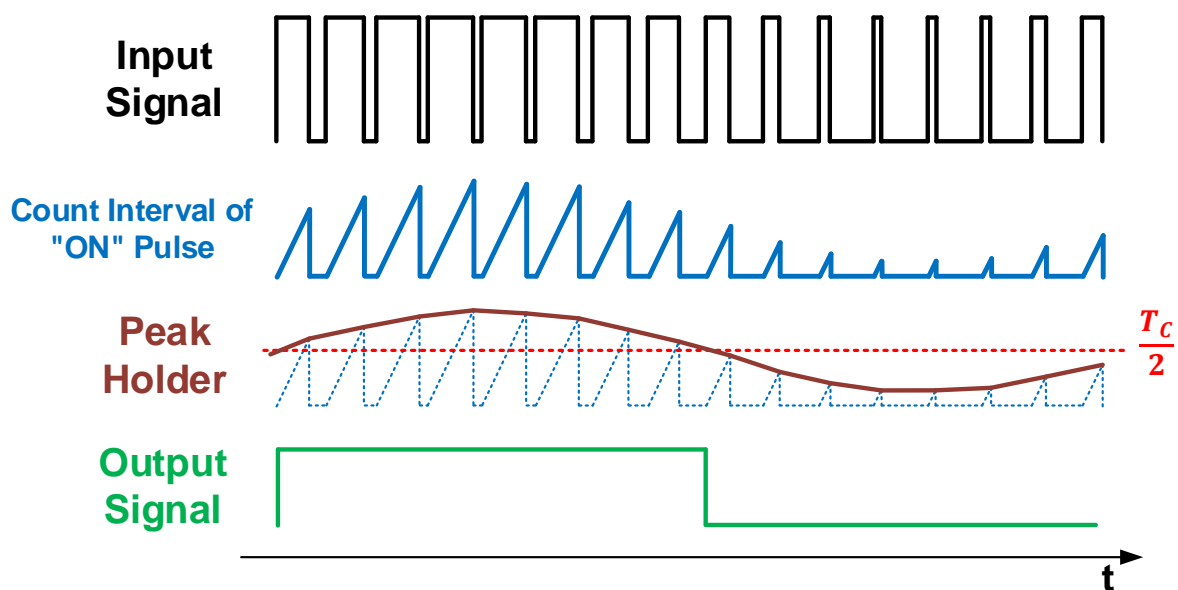 Input
Signal
Count Interval of
"ON" Pulse
Peak
Holder
T_C
2
Output
Signal
t